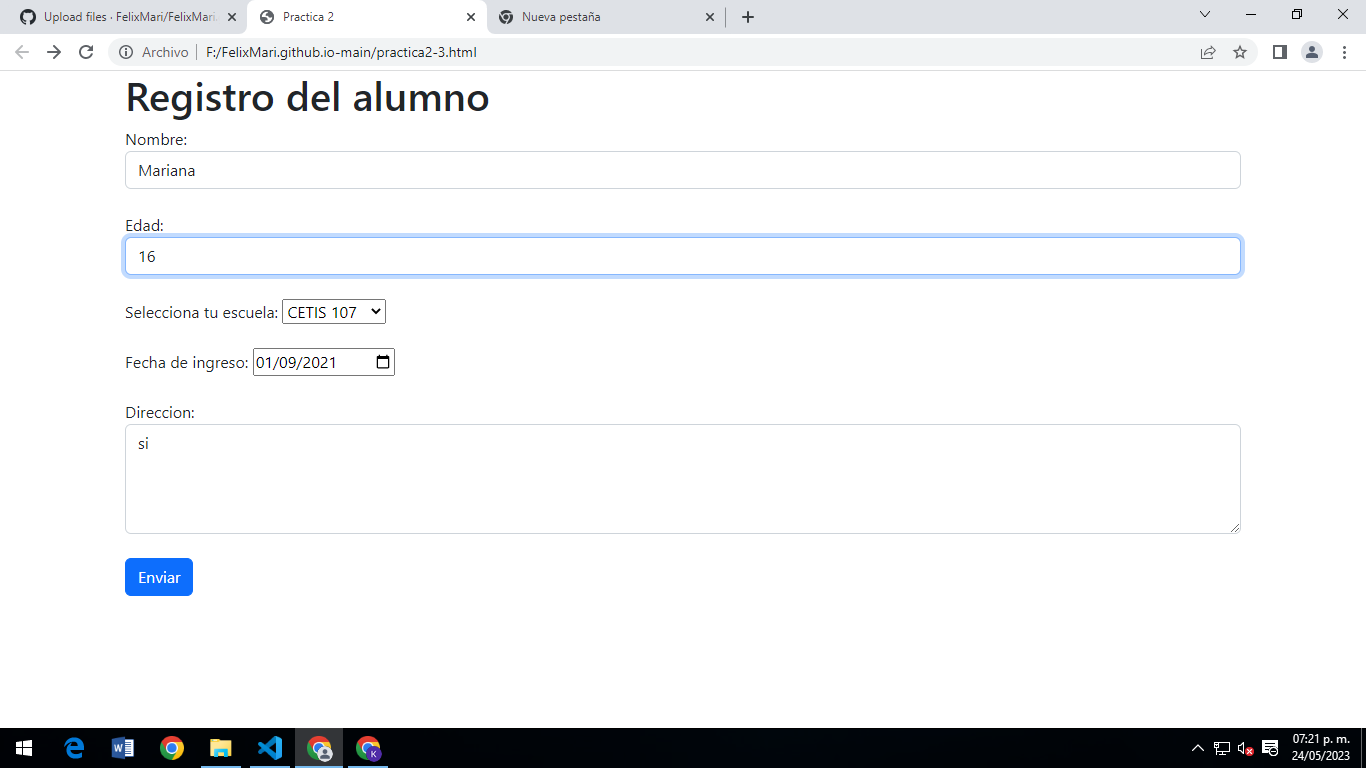 Upload files · FelixMari/FelixMari.
Practica 2
Nueva pestaña
Archivo
F:/FelixMari.github.io-main/practica2-3.html
Registro del alumno
Nombre:
Mariana
Edad:
16
Selecciona tu escuela: CETIS 107
Fecha de ingreso: 01/09/2021
Direccion:
si
Enviar
K
07:21 p. m.
24/05/2023